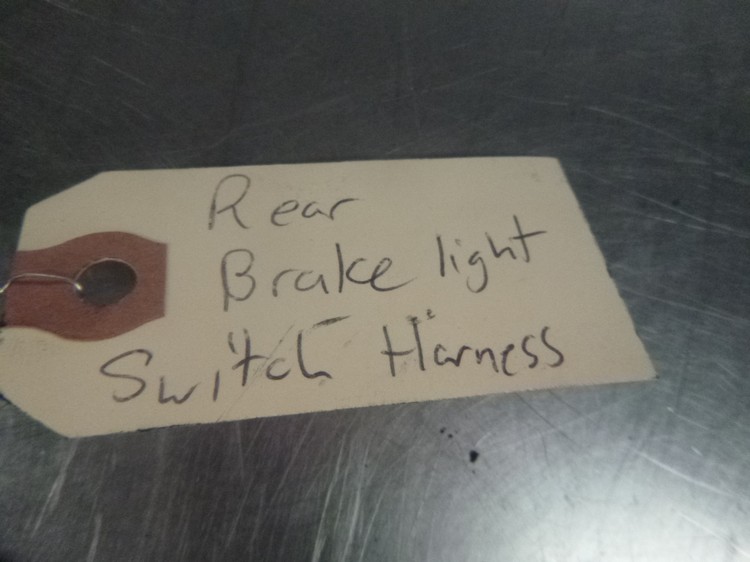 Rear
Brake light
Switch Harness